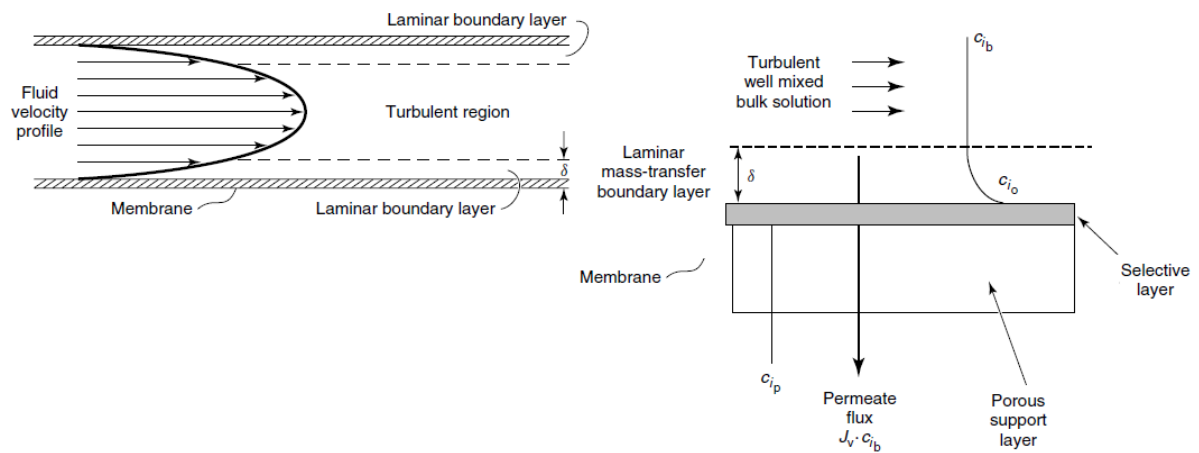 Laminar boundary layer
Fluid
velocity
profile
Turbulent region
δ
Membrane
Laminar boundary layer
c_{i_b}
Turbulent
well mixed
bulk solution
Laminar
mass-transfer
boundary layer
δ
c_{i_o}
Membrane
Selective
layer
c_{i_p}
Permeate
flux
J_v · c_{i_b}
Porous
support
layer